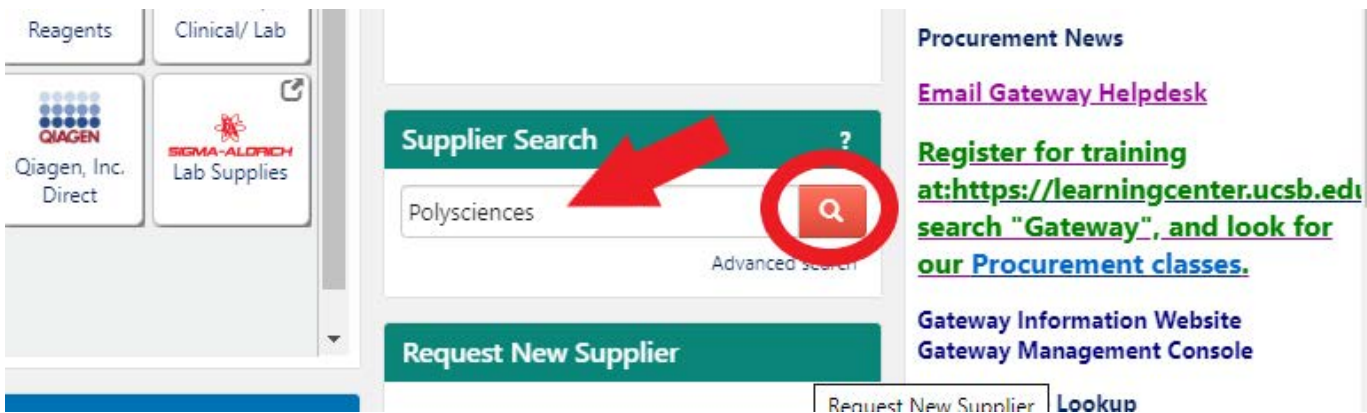 Reagents
Clinical/ Lab
QIAGEN
Qiagen, Inc.
Direct
SIGMA-ALDRICH
Lab Supplies
Supplier Search ?
Polysciences
Advanced search
Request New Supplier
Request New Supplier
Procurement News
Email Gateway Helpdesk
Register for training
at:https://learningcenter.ucsb.edu
search "Gateway", and look for
our Procurement classes.
Gateway Information Website
Gateway Management Console
Lookup